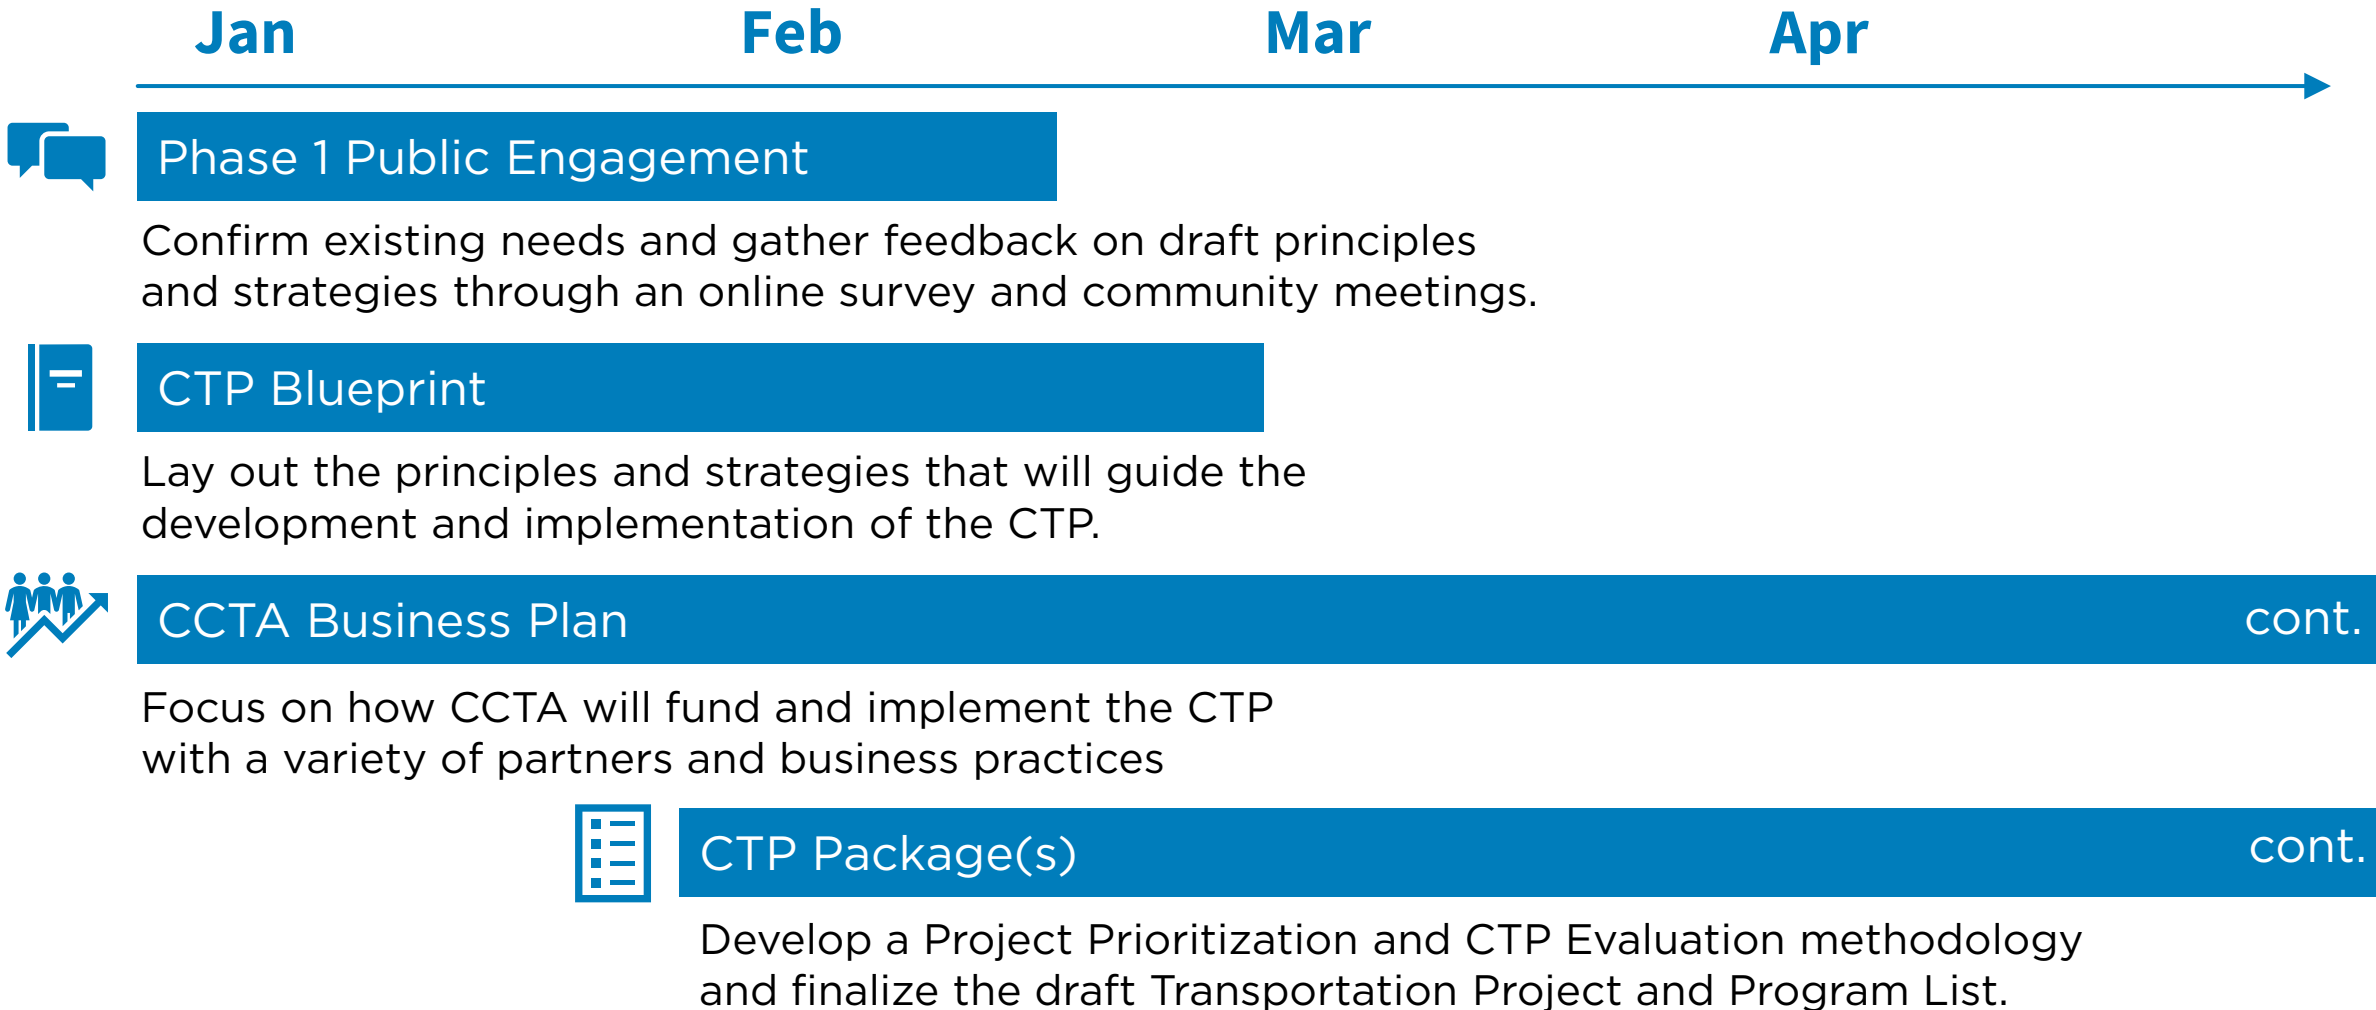 Jan Feb Mar Apr
Phase 1 Public Engagement
Confirm existing needs and gather feedback on draft principles
and strategies through an online survey and community meetings.
CTP Blueprint
Lay out the principles and strategies that will guide the
development and implementation of the CTP.
CCTA Business Plan cont.
Focus on how CCTA will fund and implement the CTP
with a variety of partners and business practices
CTP Package(s) cont.
Develop a Project Prioritization and CTP Evaluation methodology
and finalize the draft Transportation Project and Program List.